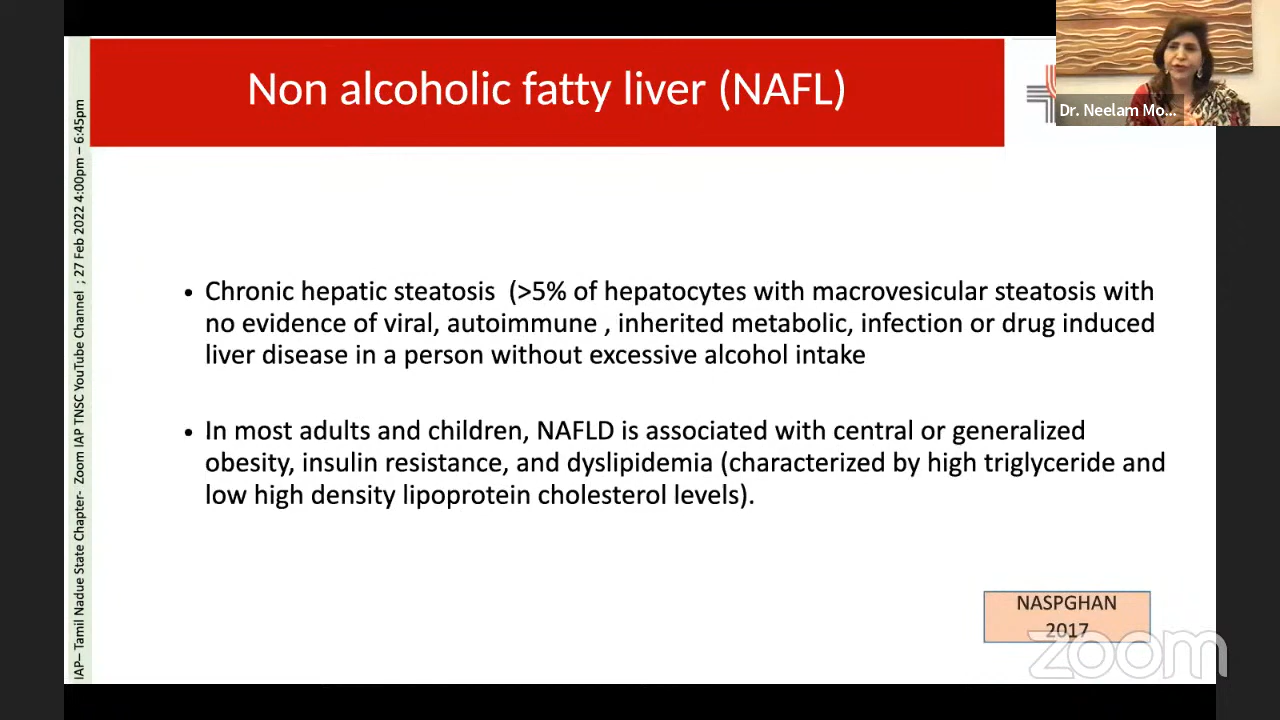 Non alcoholic fatty liver (NAFL)
Dr. Neelam Mo...
IAP– Tamil Nadue State Chapter- Zoom IAP TNSC YouTube Channel ; 27 Feb 2022 4:00pm – 6:45pm
• Chronic hepatic steatosis (>5% of hepatocytes with macrovesicular steatosis with
no evidence of viral, autoimmune , inherited metabolic, infection or drug induced
liver disease in a person without excessive alcohol intake
• In most adults and children, NAFLD is associated with central or generalized
obesity, insulin resistance, and dyslipidemia (characterized by high triglyceride and
low high density lipoprotein cholesterol levels).
NASPGHAN
2017
zoom